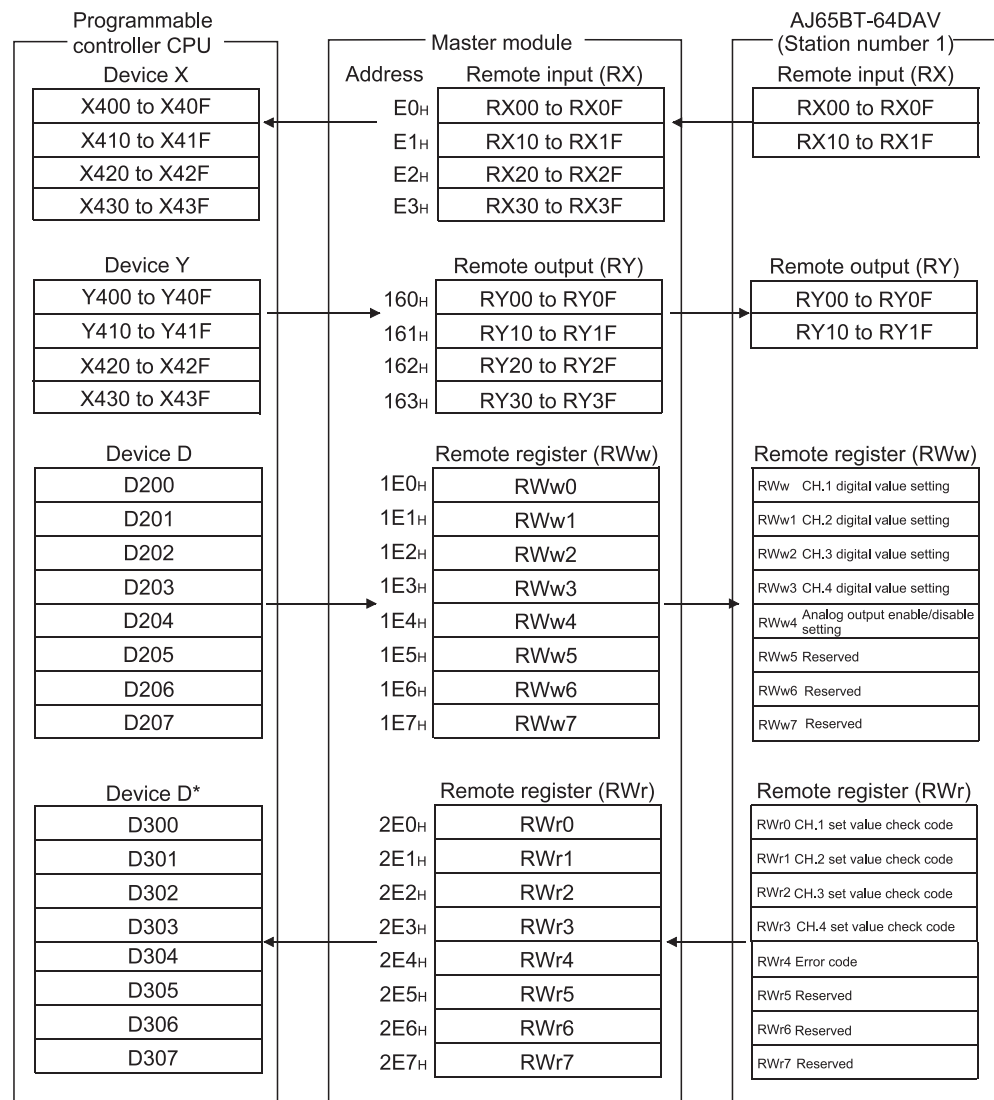 Programmable
controller CPU
Master module
AJ65BT-64DAV
(Station number 1)
Device X
Address
Remote input (RX)
Remote input (RX)
X400 to X40F
E0H
RX00 to RX0F
RX00 to RX0F
X410 to X41F
E1H
RX10 to RX1F
RX10 to RX1F
X420 to X42F
E2H
RX20 to RX2F
X430 to X43F
E3H
RX30 to RX3F
Device Y
Remote output (RY)
Remote output (RY)
Y400 to Y40F
160H
RY00 to RY0F
RY00 to RY0F
Y410 to Y41F
161H
RY10 to RY1F
RY10 to RY1F
X420 to X42F
162H
RY20 to RY2F
X430 to X43F
163H
RY30 to RY3F
Device D
Remote register (RWw)
Remote register (RWw)
D200
1E0H
RWw0
RWw CH.1 digital value setting
D201
1E1H
RWw1
RWw1 CH.2 digital value setting
D202
1E2H
RWw2
RWw2 CH.3 digital value setting
D203
1E3H
RWw3
RWw3 CH.4 digital value setting
D204
1E4H
RWw4
RWw4 Analog output enable/disable
setting
D205
1E5H
RWw5
RWw5 Reserved
D206
1E6H
RWw6
RWw6 Reserved
D207
1E7H
RWw7
RWw7 Reserved
Device D*
Remote register (RWr)
Remote register (RWr)
D300
2E0H
RWr0
RWr0 CH.1 set value check code
D301
2E1H
RWr1
RWr1 CH.2 set value check code
D302
2E2H
RWr2
RWr2 CH.3 set value check code
D303
2E3H
RWr3
RWr3 CH.4 set value check code
D304
2E4H
RWr4
RWr4 Error code
D305
2E5H
RWr5
RWr5 Reserved
D306
2E6H
RWr6
RWr6 Reserved
D307
2E7H
RWr7
RWr7 Reserved